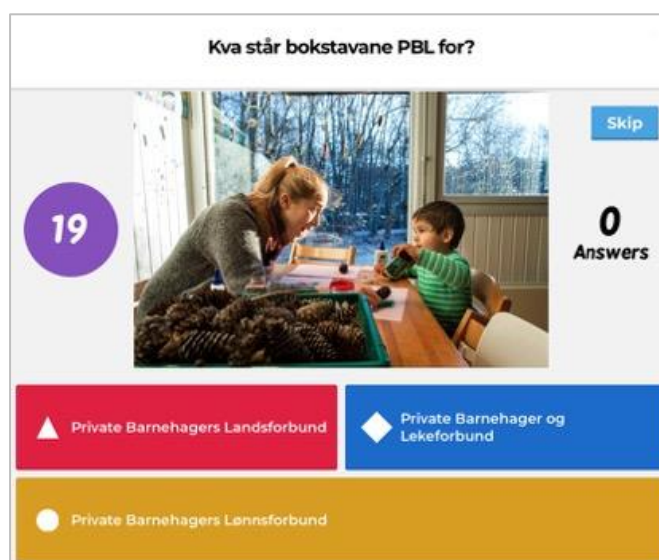 Kva står bokstavane PBL for?
Skip
19
0
Answers
Private Barnehagers Landsforbund
Private Barnehager og
Lekeforbund
Private Barnehagers Lønnsforbund